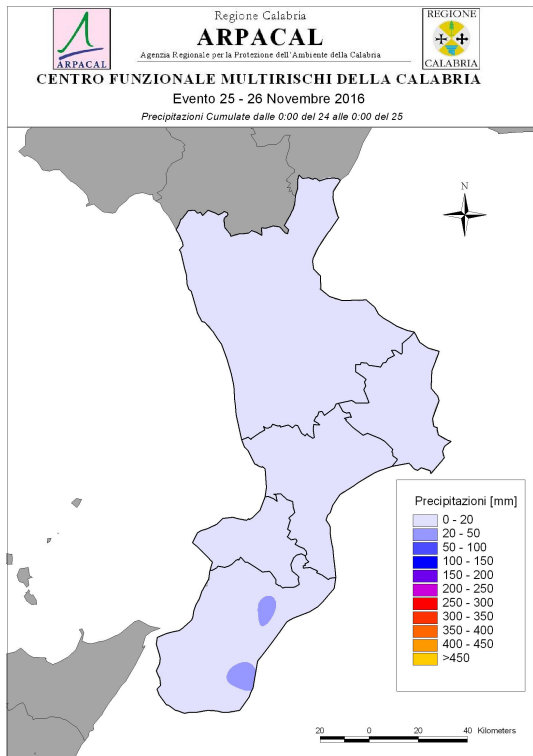 Regione Calabria
ARPACAL
Agenzia Regionale per la Protezione dell'Ambiente della Calabria
ARPACAL
REGIONE
CALABRIA
CENTRO FUNZIONALE MULTIRISCHI DELLA CALABRIA
Evento 25 - 26 Novembre 2016
Precipitazioni Cumulate dalle 0:00 del 24 alle 0:00 del 25
N
Precipitazioni [mm]
0 - 20
20 - 50
50 - 100
100 - 150
150 - 200
200 - 250
250 - 300
300 - 350
350 - 400
400 - 450
>450
20 0 20 40 Kilometers